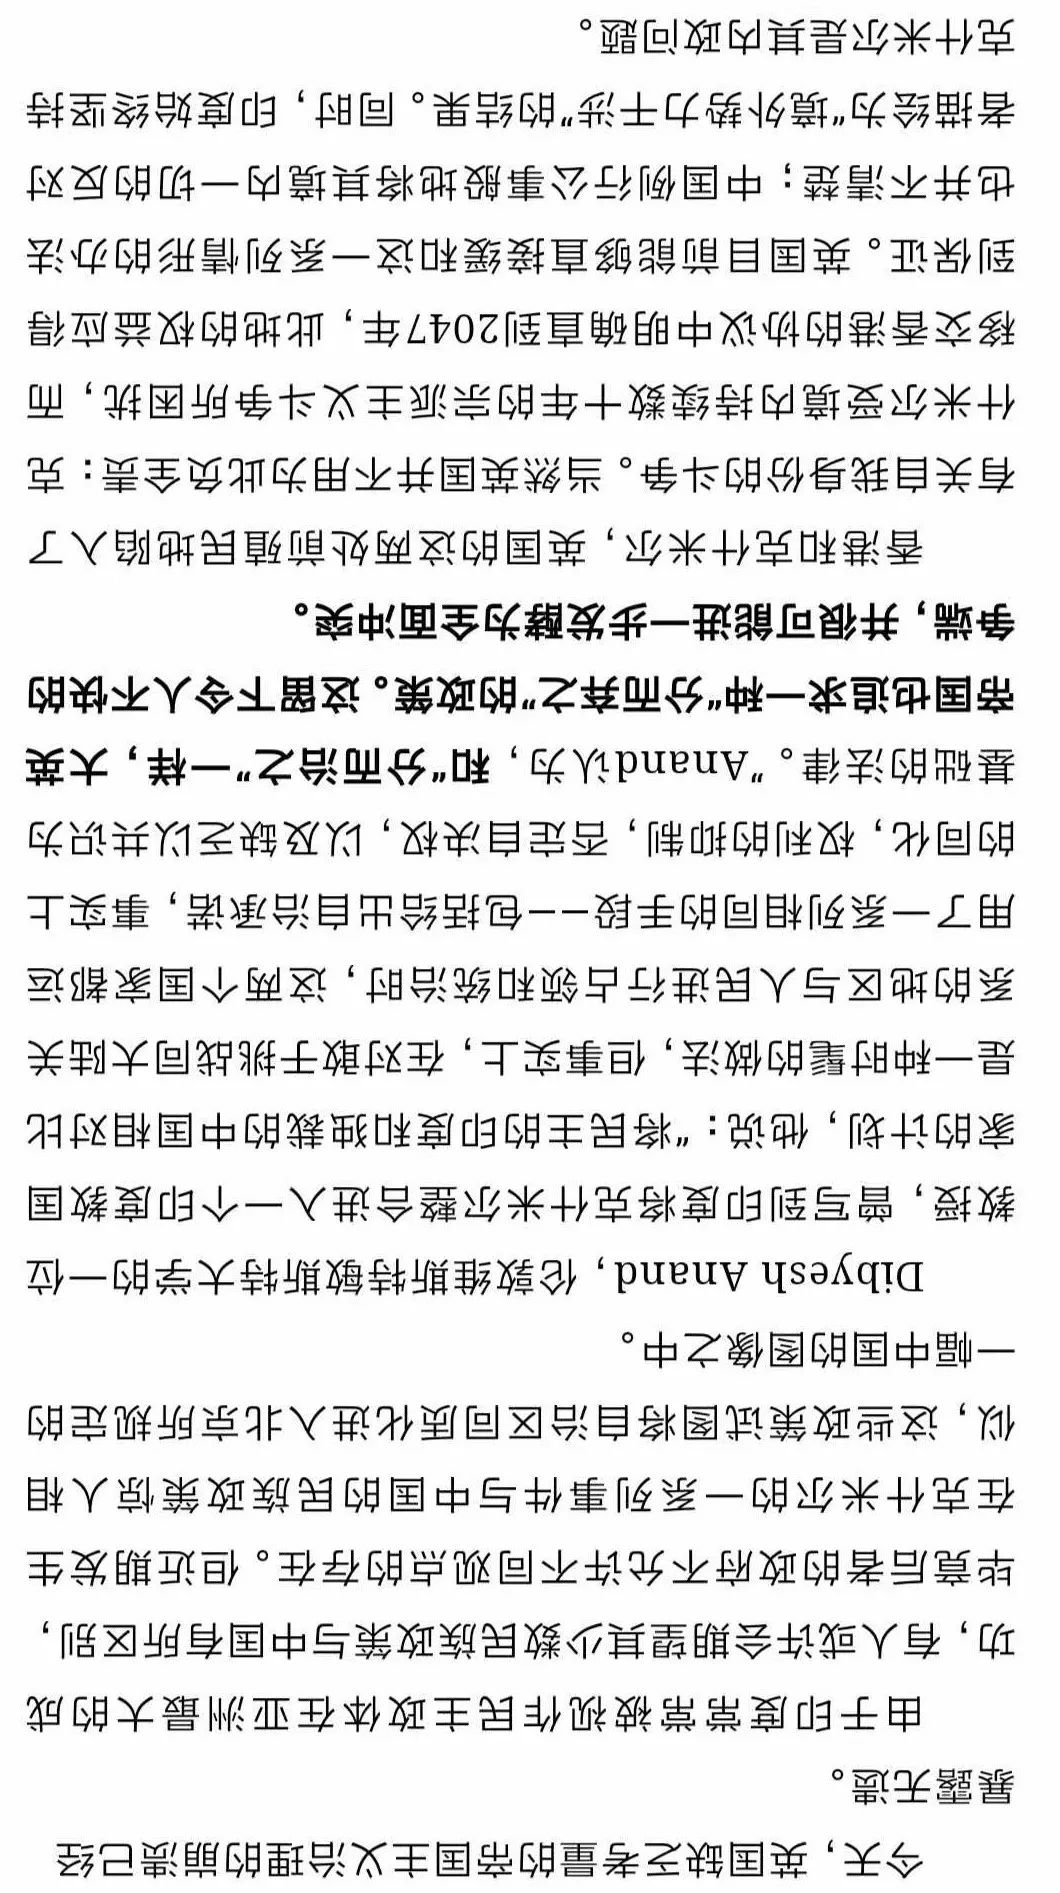 今天，英国缺乏考量的帝国主义治理的崩溃已经
暴露无遗。
由于印度常常被视作民主政体在亚洲最大的成
功，有人或许会期望其少数民族政策与中国有所区别，
毕竟后者的政府不允许不同观点的存在。但近期发生
在克什米尔的一系列事件与中国的民族政策惊人相
似，这些政策试图将自治区同质化进入北京所规定的
一幅中国的图像之中。
Dibyesh Anand，伦敦维斯特敏斯特大学的一位
教授，曾写到印度将克什米尔整合进入一个印度教国
家的计划，他说：“将民主的印度和独裁的中国相对比
是一种时髦的做法，但事实上，在对敢于挑战同大陆关
系的地区与人民进行占领和统治时，这两个国家都运
用了一系列相同的手段——包括给出自治承诺，事实上
的同化，权利的抑制，否定自决权，以及缺乏以共识为
基础的法律。”Anand认为，和“分而治之”一样，大英
帝国也追求一种“分而弃之”的政策。这留下令人不快的
争端，并很可能进一步发酵为全面冲突。
香港和克什米尔，英国的这两处前殖民地陷入了
有关自我身份的斗争。当然英国并不用为此负全责：克
什米尔受境内持续数十年的宗派主义斗争所困扰，而
移交香港的协议中明确直到2047年，此地的权益应得
到保证。英国目前能够直接缓和这一系列情形的办法
也并不清楚；中国例行公事般地将其境内一切的反对
者描绘为“境外势力干涉”的结果。同时，印度始终坚持
克什米尔是其内政问题。